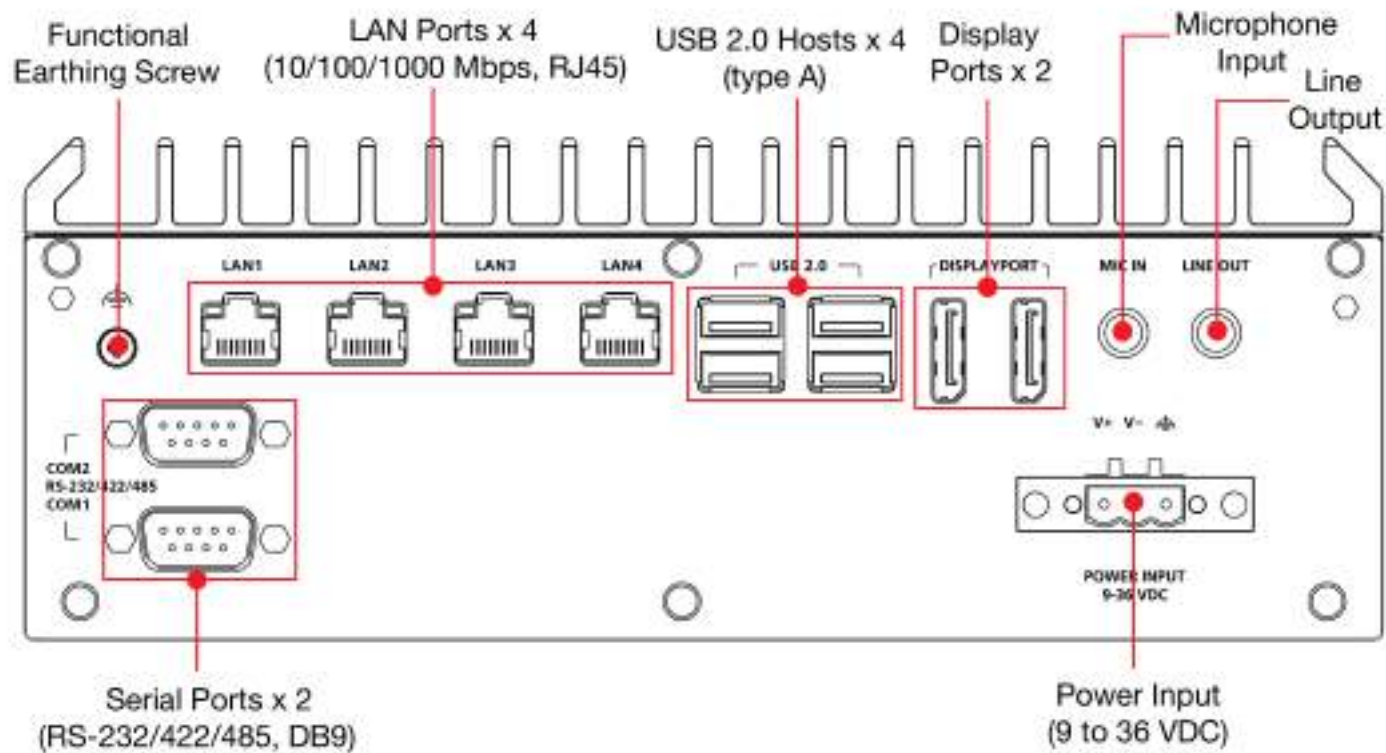 Functional
Earthing Screw
LAN Ports x 4
(10/100/1000 Mbps, RJ45)
USB 2.0 Hosts x 4
(type A)
Display
Ports x 2
Microphone
Input
Line
Output
LAN1
LAN2
LAN3
LAN4
USB 2.0
DISPLAYPORT
MIC IN
LINE OUT
COM2
RS-232/422/485
COM1
V+ V-
POWER INPUT
9-36 VDC
Serial Ports x 2
(RS-232/422/485, DB9)
Power Input
(9 to 36 VDC)